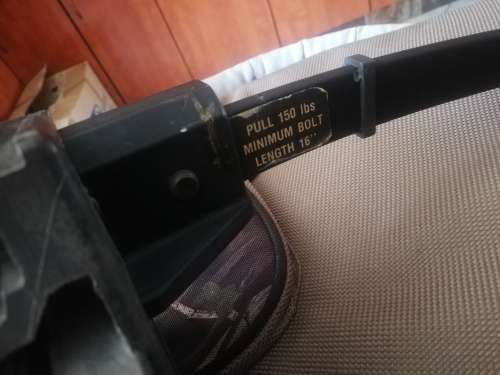 PULL 150 lbs
MINIMUM BOLT
LENGTH 16"